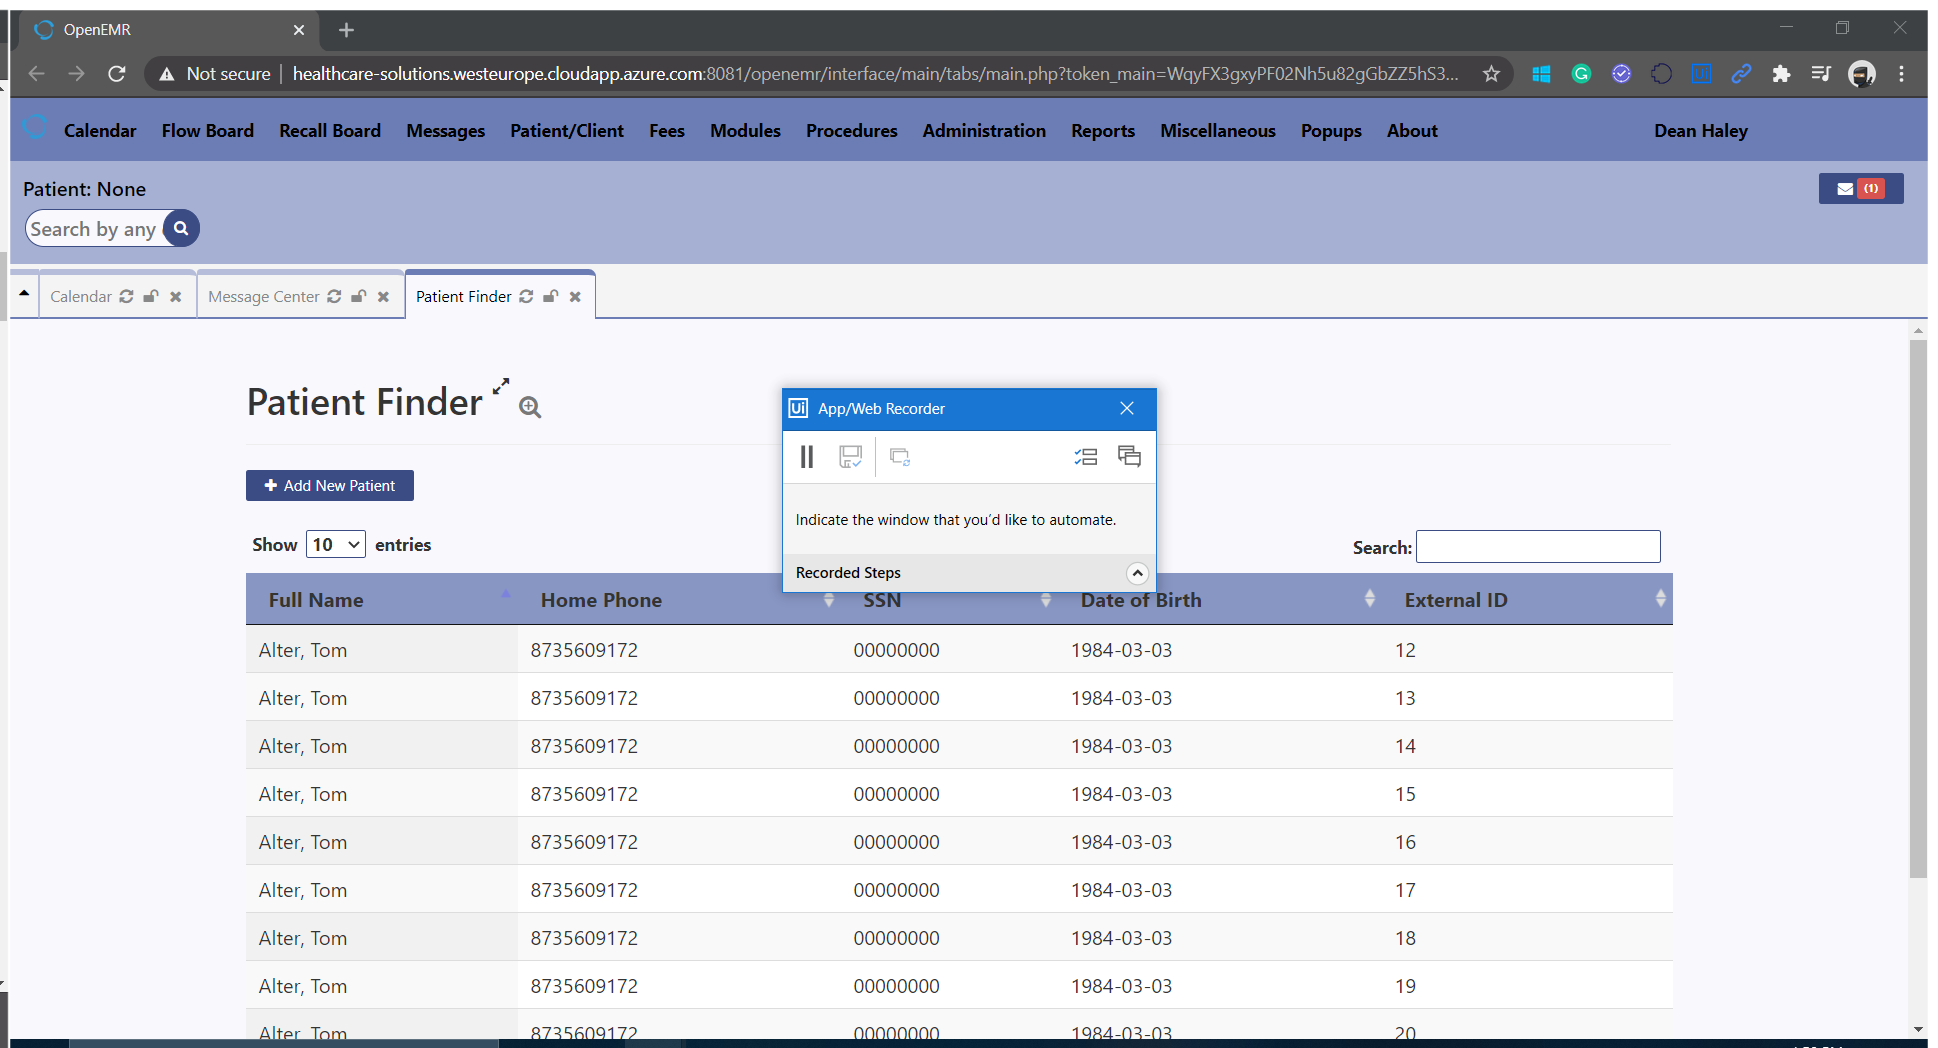 OpenEMR
Not secure | healthcare-solutions.westeurope.cloudapp.azure.com:8081/openemr/interface/main/tabs/main.php?token_main=WqyFX3gxyPF02Nh5u82gGbZZ5hS3...
Calendar Flow Board Recall Board Messages Patient/Client Fees Modules Procedures Administration Reports Miscellaneous Popups About Dean Haley
Patient: None
(1)
Search by any
Calendar Message Center Patient Finder
Patient Finder
Ui App/Web Recorder
Add New Patient
Indicate the window that you'd like to automate.
Show 10 entries
Search:
Recorded Steps
Full Name Home Phone SSN Date of Birth External ID
Alter, Tom 8735609172 00000000 1984-03-03 12
Alter, Tom 8735609172 00000000 1984-03-03 13
Alter, Tom 8735609172 00000000 1984-03-03 14
Alter, Tom 8735609172 00000000 1984-03-03 15
Alter, Tom 8735609172 00000000 1984-03-03 16
Alter, Tom 8735609172 00000000 1984-03-03 17
Alter, Tom 8735609172 00000000 1984-03-03 18
Alter, Tom 8735609172 00000000 1984-03-03 19
Alter, Tom 8735609172 00000000 1984-03-03 20